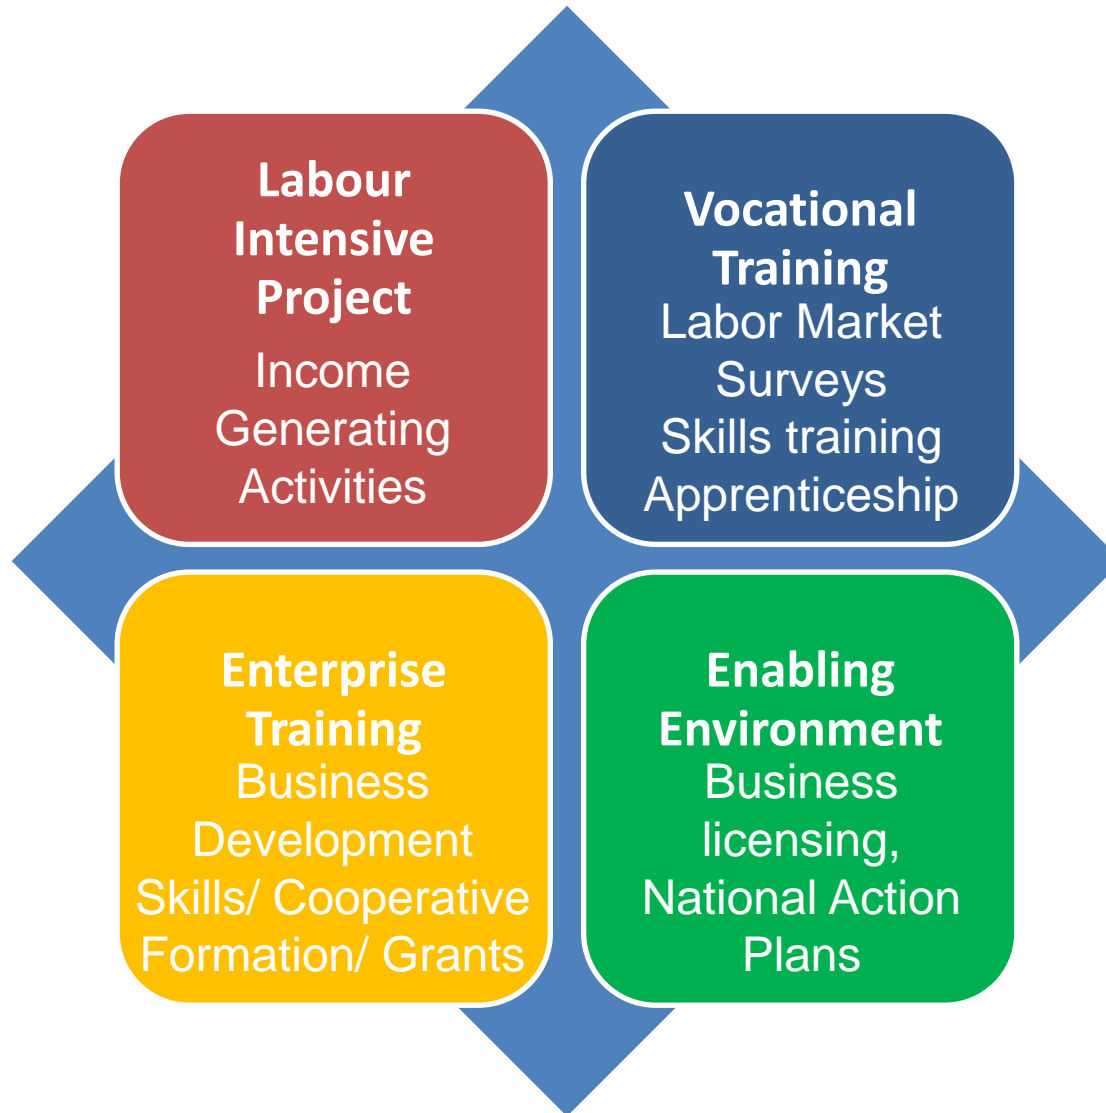 Labour
Intensive
Project
Income
Generating
Activities
Vocational
Training
Labor Market
Surveys
Skills training
Apprenticeship
Enterprise
Training
Business
Development
Skills/ Cooperative
Formation/ Grants
Enabling
Environment
Business
licensing,
National Action
Plans